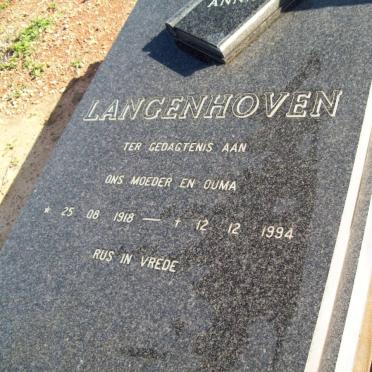 LANGENHOVEN
TER GEDAGTENIS AAN
ONS MOEDER EN OUMA
* 25 08 1918 — † 12 12 1994
RUS IN VREDE